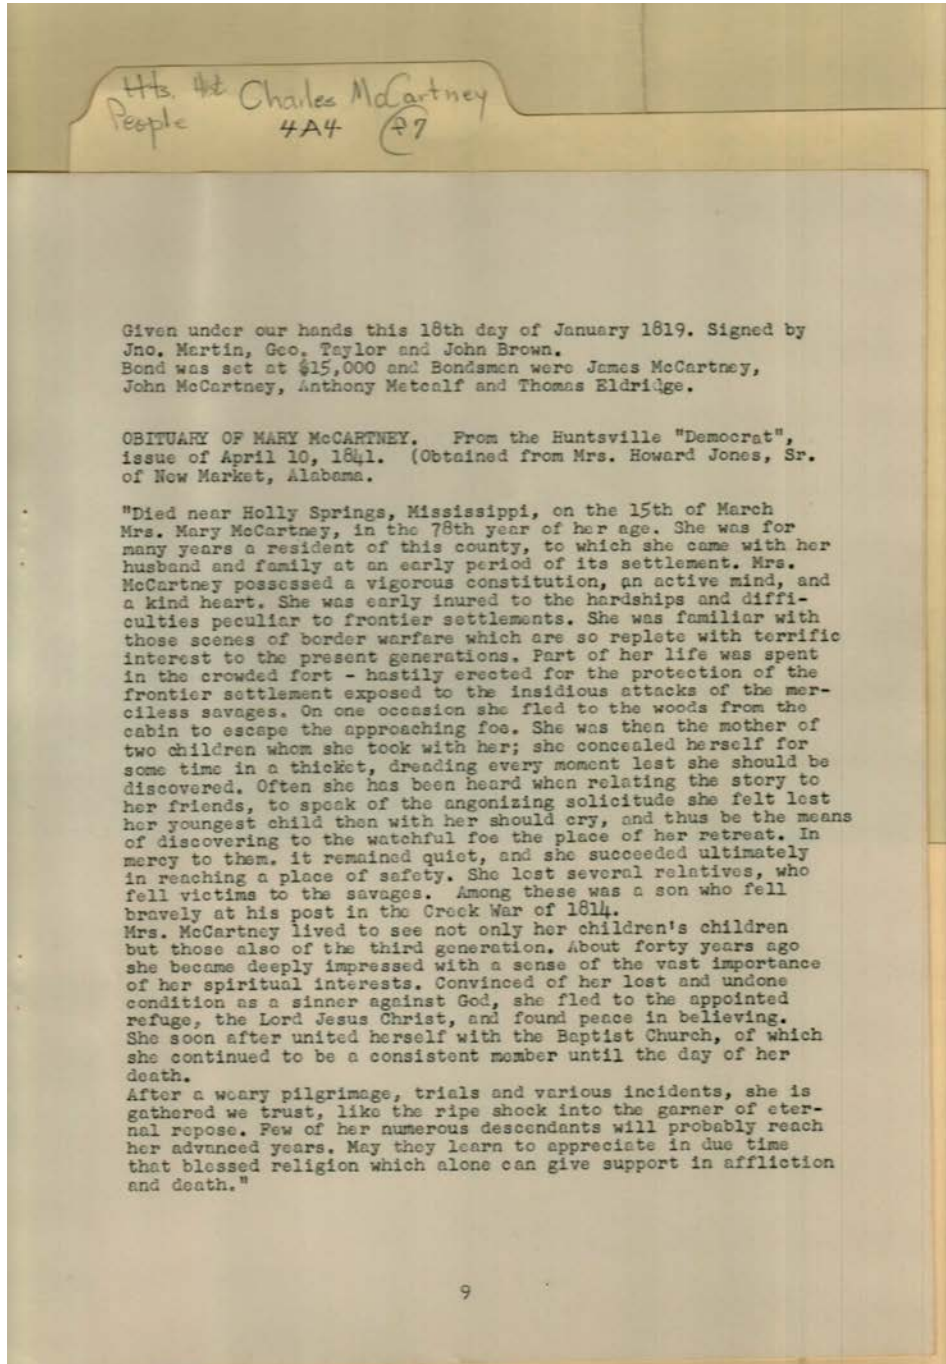 Hts. Hist Charles McCartney
People 4A4 P7
Given under our hands this 18th day of January 1819. Signed by
Jno. Martin, Geo. Taylor and John Brown.
Bond was set at $15,000 and Bondsmen were James McCartney,
John McCartney, Anthony Metcalf and Thomas Eldridge.
OBITUARY OF MARY McCARTNEY. From the Huntsville "Democrat",
issue of April 10, 1841. (Obtained from Mrs. Howard Jones, Sr.
of New Market, Alabama.
"Died near Holly Springs, Mississippi, on the 15th of March
Mrs. Mary McCartney, in the 78th year of her age. She was for
many years a resident of this county, to which she came with her
husband and family at an early period of its settlement. Mrs.
McCartney possessed a vigorous constitution, an active mind, and
a kind heart. She was early inured to the hardships and diffi-
culties peculiar to frontier settlements. She was familiar with
those scenes of border warfare which are so replete with terrific
interest to the present generations. Part of her life was spent
in the crowded fort - hastily erected for the protection of the
frontier settlement exposed to the insidious attacks of the mer-
ciless savages. On one occasion she fled to the woods from the
cabin to escape the approaching foe. She was then the mother of
two children whom she took with her; she concealed herself for
some time in a thicket, dreading every moment lest she should be
discovered. Often she has been heard when relating the story to
her friends, to speak of the angonizing solicitude she felt lest
her youngest child then with her should cry, and thus be the means
of discovering to the watchful foe the place of her retreat. In
mercy to them. it remained quiet, and she succeeded ultimately
in reaching a place of safety. She lost several relatives, who
fell victims to the savages. Among these was a son who fell
bravely at his post in the Creek War of 1814.
Mrs. McCartney lived to see not only her children's children
but those also of the third generation. About forty years ago
she became deeply impressed with a sense of the vast importance
of her spiritual interests. Convinced of her lost and undone
condition as a sinner against God, she fled to the appointed
refuge, the Lord Jesus Christ, and found peace in believing.
She soon after united herself with the Baptist Church, of which
she continued to be a consistent member until the day of her
death.
After a weary pilgrimage, trials and various incidents, she is
gathered we trust, like the ripe shock into the garner of eter-
nal repose. Few of her numerous descendants will probably reach
her advanced years. May they learn to appreciate in due time
that blessed religion which alone can give support in affliction
and death."
9